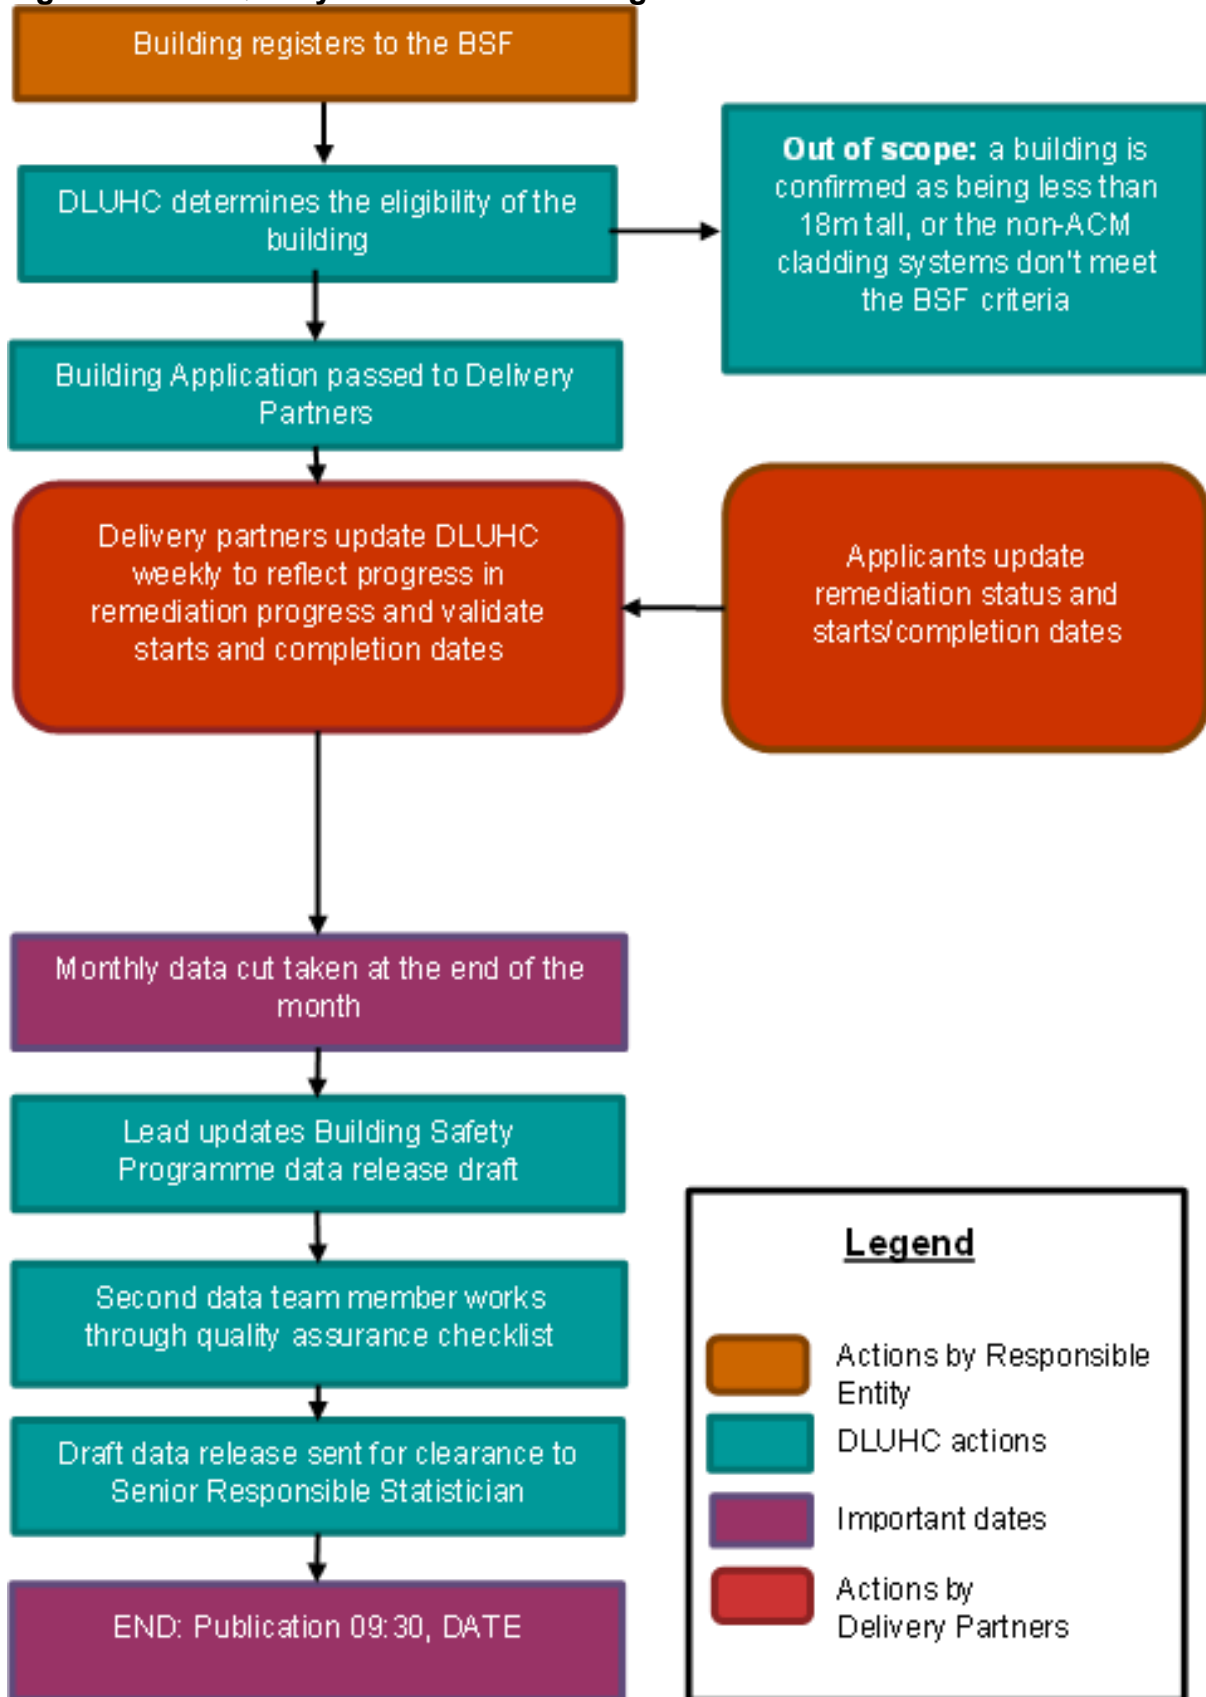 Building registers to the BSF
DLUHC determines the eligibility of the
building
Out of scope: a building is
confirmed as being less than
18m tall, or the non-ACM
cladding systems don't meet
the BSF criteria
Building Application passed to Delivery
Partners
Delivery partners update DLUHC
weekly to reflect progress in
remediation progress and validate
starts and completion dates
Applicants update
remediation status and
starts/completion dates
Monthly data cut taken at the end of the
month
Lead updates Building Safety
Programme data release draft
Second data team member works
through quality assurance checklist
Draft data release sent for clearance to
Senior Responsible Statistician
END: Publication 09:30, DATE
Legend
Actions by Responsible
Entity
DLUHC actions
Important dates
Actions by
Delivery Partners